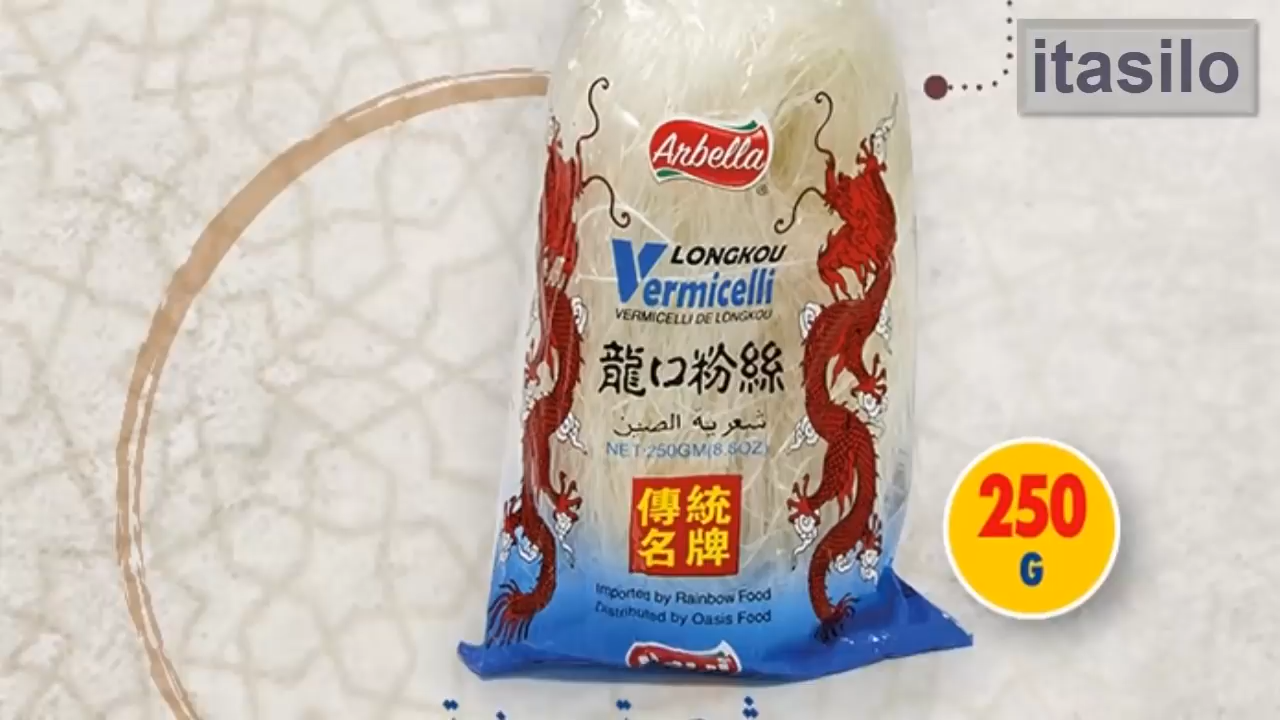 itasilo
Arbella
LONGKOU
Vermicelli
VERMICELLI DE LONGKOU
龍口粉絲
شعرية الصين
NET:250GM(8.8OZ)
傳統
名牌
250
G
Imported by Rainbow Food
Distributed by Oasis Food